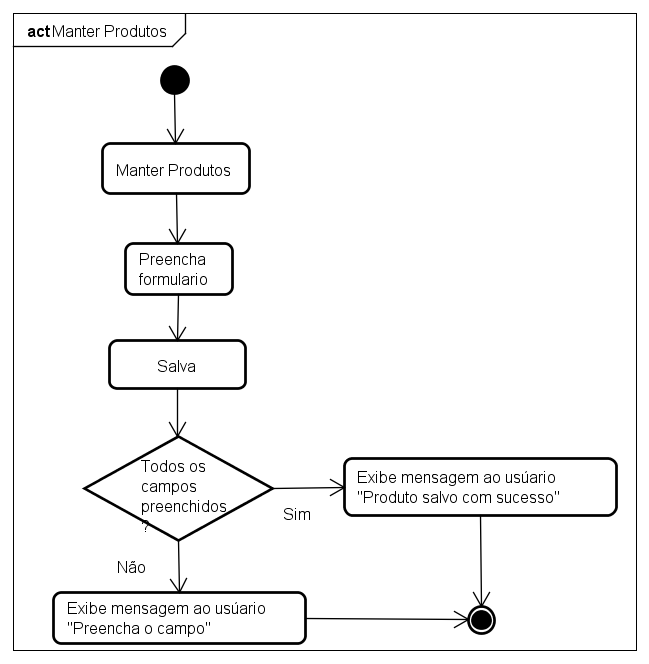 act Manter Produtos
Manter Produtos
Preencha
formulario
Salva
Todos os
campos
preenchidos
?
Sim
Exibe mensagem ao usúario
"Produto salvo com sucesso"
Não
Exibe mensagem ao usúario
"Preencha o campo"